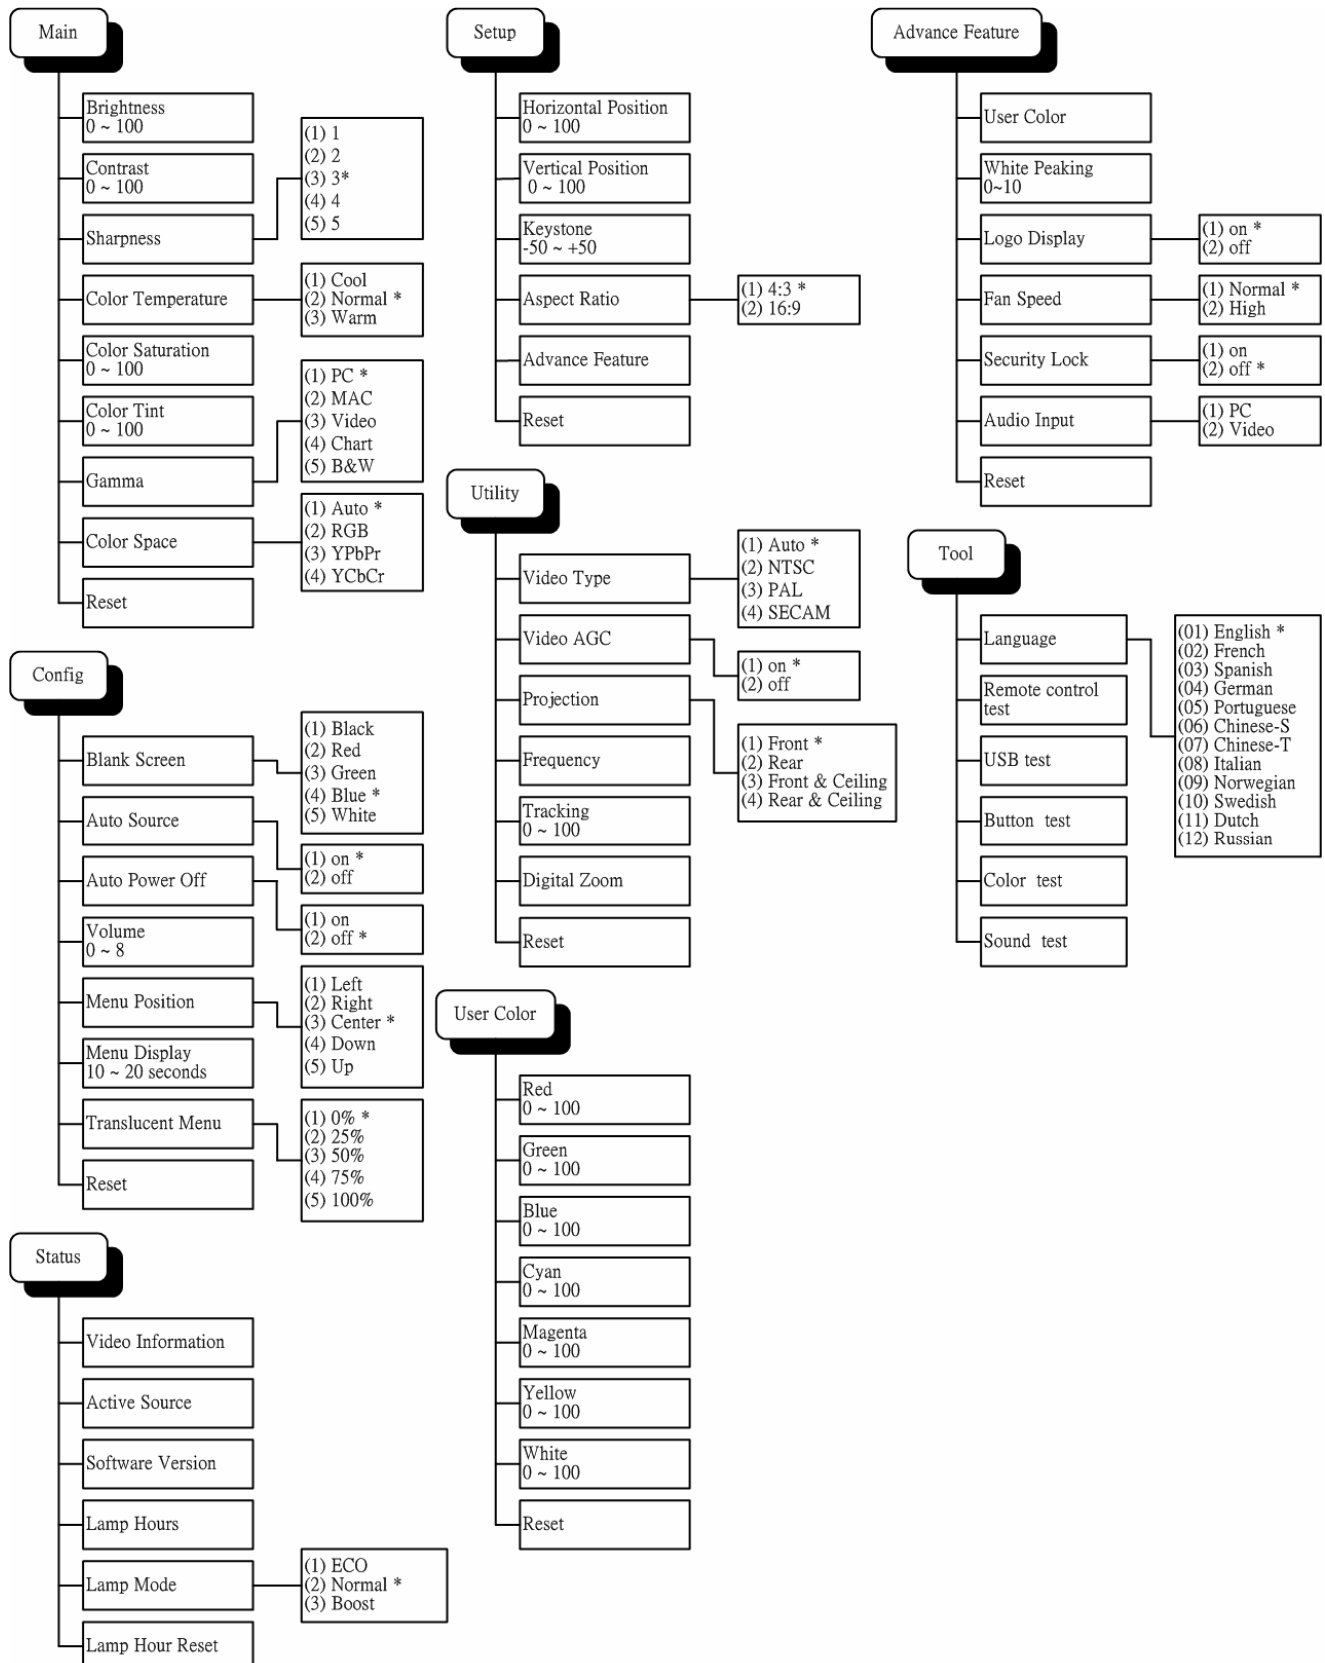 Main
Brightness
0 ~ 100
Contrast
0 ~ 100
Sharpness
(1) 1
(2) 2
(3) 3*
(4) 4
(5) 5
Color Temperature
(1) Cool
(2) Normal *
(3) Warm
Color Saturation
0 ~ 100
Color Tint
0 ~ 100
Gamma
(1) PC *
(2) MAC
(3) Video
(4) Chart
(5) B&W
Color Space
(1) Auto *
(2) RGB
(3) YPbPr
(4) YCbCr
Reset
Config
Blank Screen
(1) Black
(2) Red
(3) Green
(4) Blue *
(5) White
Auto Source
(1) on *
(2) off
Auto Power Off
(1) on
(2) off *
Volume
0 ~ 8
Menu Position
(1) Left
(2) Right
(3) Center *
(4) Down
(5) Up
Menu Display
10 ~ 20 seconds
Translucent Menu
(1) 0% *
(2) 25%
(3) 50%
(4) 75%
(5) 100%
Reset
Status
Video Information
Active Source
Software Version
Lamp Hours
Lamp Mode
(1) ECO
(2) Normal *
(3) Boost
Lamp Hour Reset
Setup
Horizontal Position
0 ~ 100
Vertical Position
0 ~ 100
Keystone
-50 ~ +50
Aspect Ratio
(1) 4:3 *
(2) 16:9
Advance Feature
Reset
Utility
Video Type
(1) Auto *
(2) NTSC
(3) PAL
(4) SECAM
Video AGC
(1) on *
(2) off
Projection
(1) Front *
(2) Rear
(3) Front & Ceiling
(4) Rear & Ceiling
Frequency
Tracking
0 ~ 100
Digital Zoom
Reset
User Color
Red
0 ~ 100
Green
0 ~ 100
Blue
0 ~ 100
Cyan
0 ~ 100
Magenta
0 ~ 100
Yellow
0 ~ 100
White
0 ~ 100
Reset
Advance Feature
User Color
White Peaking
0~10
Logo Display
(1) on *
(2) off
Fan Speed
(1) Normal *
(2) High
Security Lock
(1) on
(2) off *
Audio Input
(1) PC
(2) Video
Reset
Tool
Language
(01) English *
(02) French
(03) Spanish
(04) German
(05) Portuguese
(06) Chinese-S
(07) Chinese-T
(08) Italian
(09) Norwegian
(10) Swedish
(11) Dutch
(12) Russian
Remote control
test
USB test
Button test
Color test
Sound test